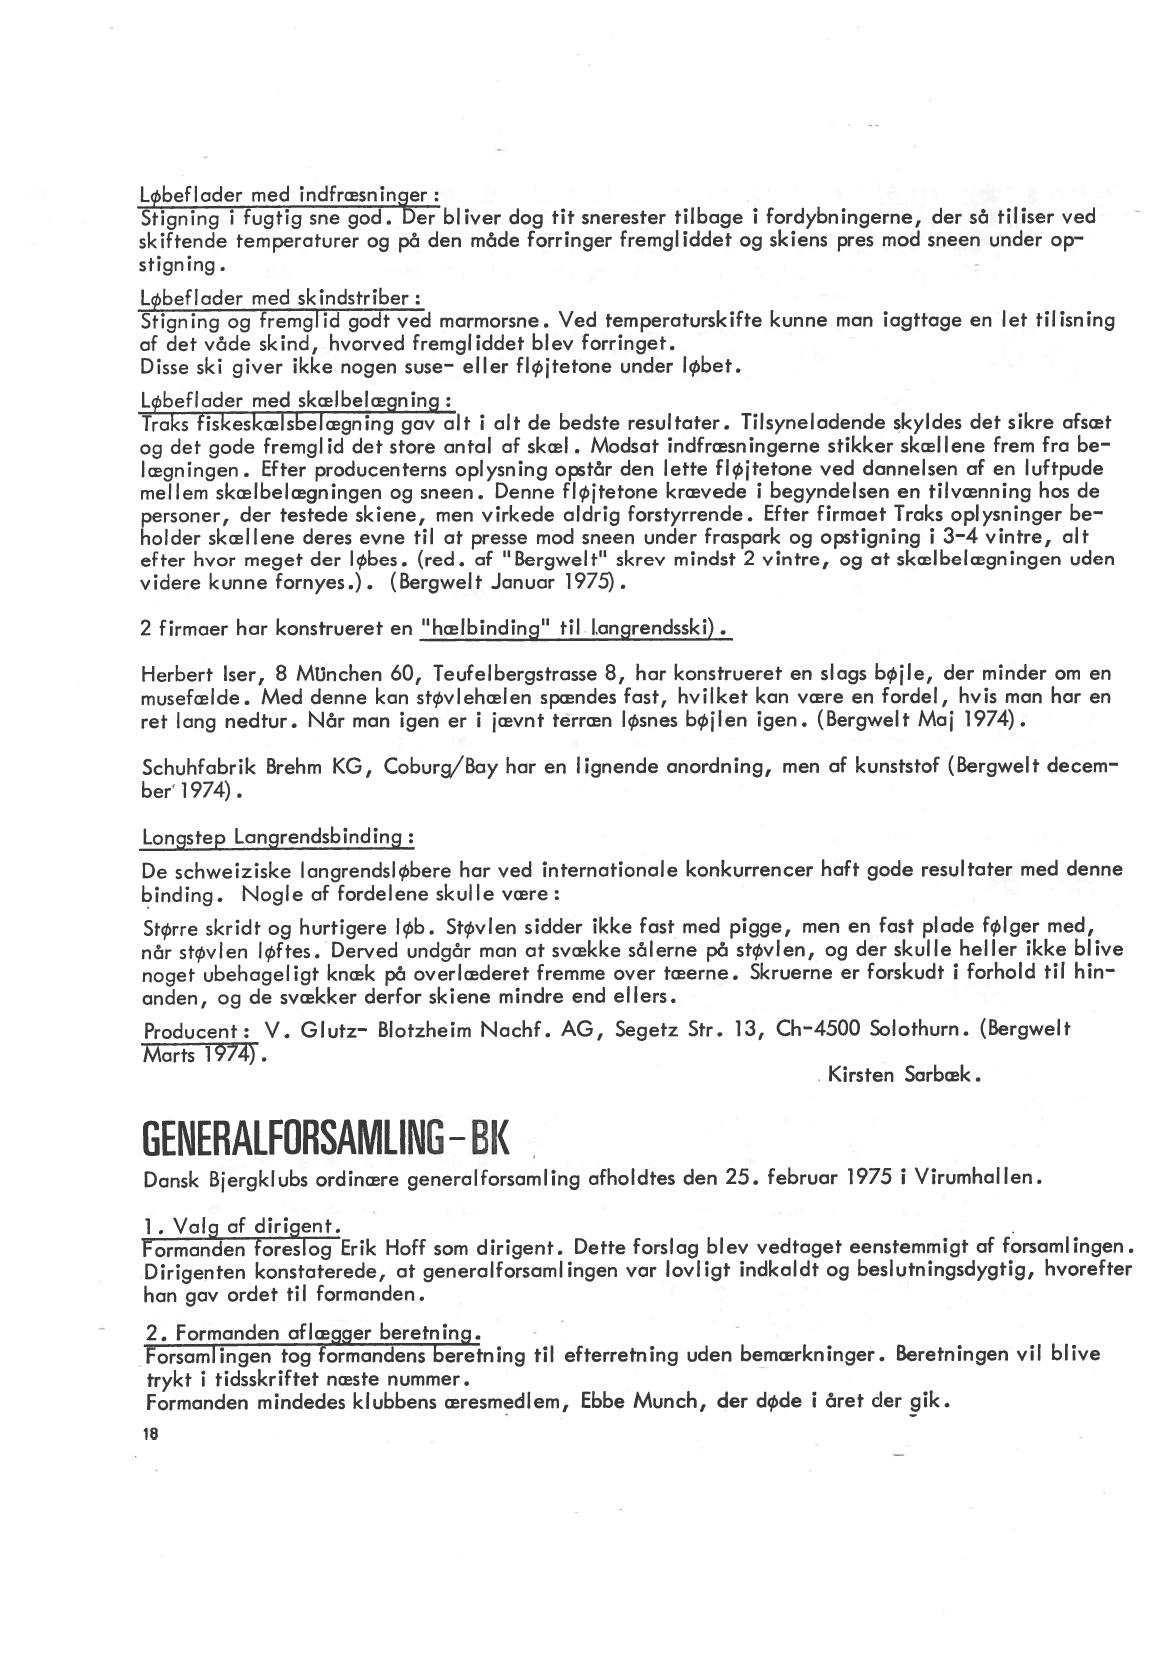 Løbeflader med indfræsninger :
Stigning i fugtig sne god. Der bliver dog tit snerester tilbage i fordybningerne, der så tiliser ved
skiftende temperaturer og på den måde forringer fremgliddet og skiens pres mod sneen under op-
stigning.
Løbeflader med skindstriber :
Stigning og fremglid godt ved marmorsne. Ved temperaturskifte kunne man iagttage en let tilisning
af det våde skind, hvorved fremgliddet blev forringet.
Disse ski giver ikke nogen suse- eller fløjtetone under løbet.
Løbeflader med skælbelægning :
Traks fiskeskælsbelægning gav alt i alt de bedste resultater. Tilsyneladende skyldes det sikre afsæt
og det gode fremglid det store antal af skæl. Modsat indfræsningerne stikker skællene frem fra be-
lægningen. Efter producenterns oplysning opstår den lette fløjtetone ved dannelsen af en luftpude
mellem skælbelægningen og sneen. Denne fløjtetone krævede i begyndelsen en tilvænning hos de
personer, der testede skiene, men virkede aldrig forstyrrende. Efter firmaet Traks oplysninger be-
holder skællene deres evne til at presse mod sneen under fraspark og opstigning i 3-4 vintre, alt
efter hvor meget der løbes. (red. af "Bergwelt" skrev mindst 2 vintre, og at skælbelægningen uden
videre kunne fornyes.). (Bergwelt Januar 1975).
2 firmaer har konstrueret en "hælbinding" til langrendsski).
Herbert Iser, 8 München 60, Teufelbergstrasse 8, har konstrueret en slags bøjle, der minder om en
musefælde. Med denne kan støvlehælen spændes fast, hvilket kan være en fordel, hvis man har en
ret lang nedtur. Når man igen er i jævnt terræn løsnes bøjlen igen. (Bergwelt Maj 1974).
Schuhfabrik Brehm KG, Coburg/Bay har en lignende anordning, men af kunststof (Bergwelt decem-
ber 1974).
Longstep Langrendsbinding :
De schweiziske langrendsløbere har ved internationale konkurrencer haft gode resultater med denne
binding. Nogle af fordelene skulle være :
Større skridt og hurtigere løb. Støvlen sidder ikke fast med pigge, men en fast plade følger med,
når støvlen løftes. Derved undgår man at svække sålerne på støvlen, og der skulle heller ikke blive
noget ubehageligt knæk på overlæderet fremme over tæerne. Skruerne er forskudt i forhold til hin-
anden, og de svækker derfor skiene mindre end ellers.
Producent : V. Glutz- Blotzheim Nachf. AG, Segetz Str. 13, Ch-4500 Solothurn. (Bergwelt
Marts 1974).
Kirsten Sarbæk.
GENERALFORSAMLING - BK
Dansk Bjergklubs ordinære generalforsamling afholdtes den 25. februar 1975 i Virumhallen.
1. Valg af dirigent.
Formanden foreslog Erik Hoff som dirigent. Dette forslag blev vedtaget eenstemmigt af forsamlingen.
Dirigenten konstaterede, at generalforsamlingen var lovligt indkaldt og beslutningsdygtig, hvorefter
han gav ordet til formanden.
2. Formanden aflægger beretning.
Forsamlingen tog formandens beretning til efterretning uden bemærkninger. Beretningen vil blive
trykt i tidsskriftet næste nummer.
Formanden mindedes klubbens æresmedlem, Ebbe Munch, der døde i året der gik.
18